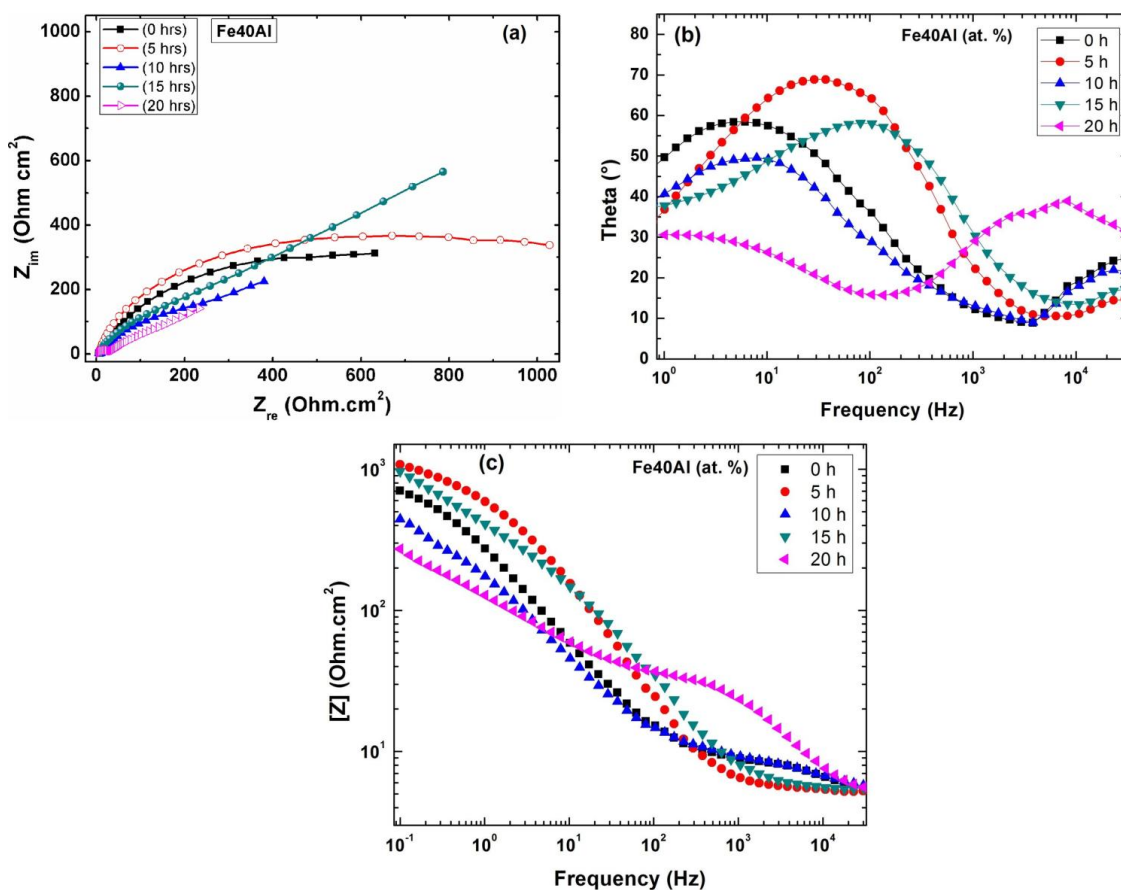 Fe40Al
(a)
(0 hrs)
(5 hrs)
(10 hrs)
(15 hrs)
(20 hrs)
1000
800
600
400
200
0
Z_im (Ohm cm²)
0 200 400 600 800 1000
Z_re (Ohm.cm²)
(b)
Fe40Al (at. %)
0 h
5 h
10 h
15 h
20 h
80
70
60
50
40
30
20
10
0
Theta (°)
10⁰ 10¹ 10² 10³ 10⁴
Frequency (Hz)
(c)
Fe40Al (at. %)
0 h
5 h
10 h
15 h
20 h
10³
10²
10¹
[Z] (Ohm.cm²)
10⁻¹ 10⁰ 10¹ 10² 10³ 10⁴
Frequency (Hz)